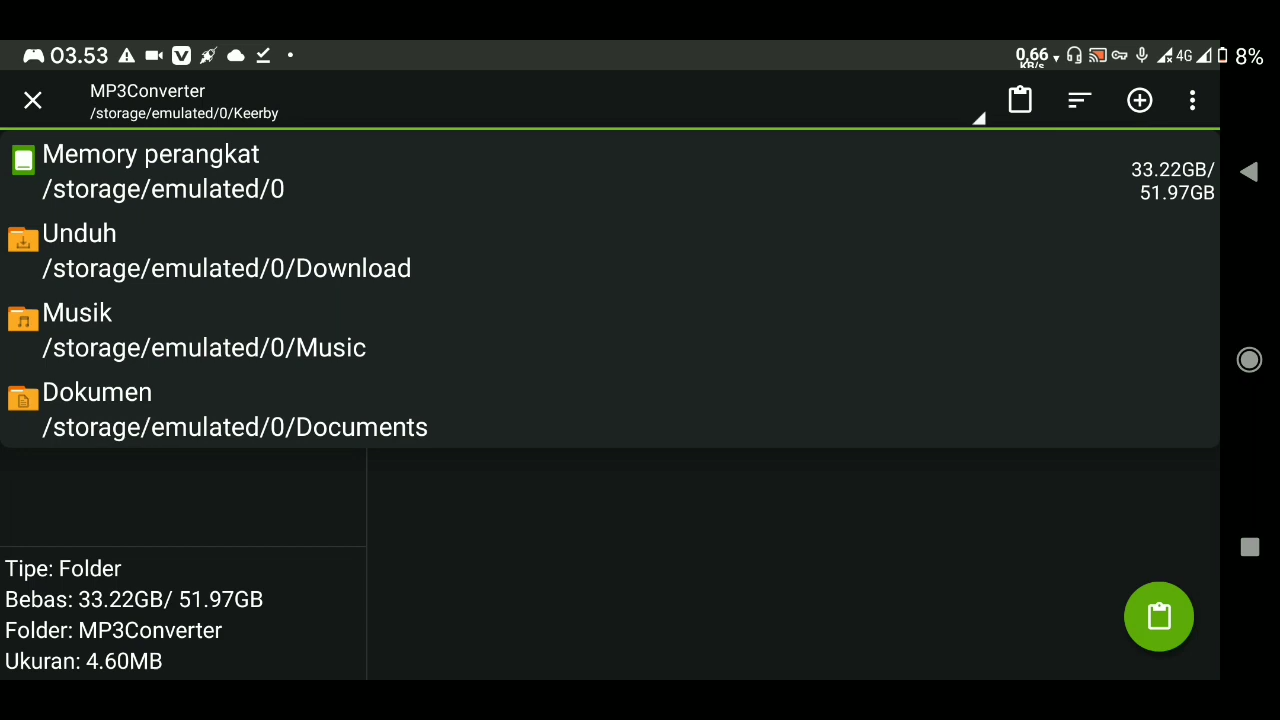 03.53
0,66
KB/s
4G
8%
MP3Converter
/storage/emulated/0/Keerby
Memory perangkat
/storage/emulated/0
33.22GB/
51.97GB
Unduh
/storage/emulated/0/Download
Musik
/storage/emulated/0/Music
Dokumen
/storage/emulated/0/Documents
Tipe: Folder
Bebas: 33.22GB/ 51.97GB
Folder: MP3Converter
Ukuran: 4.60MB